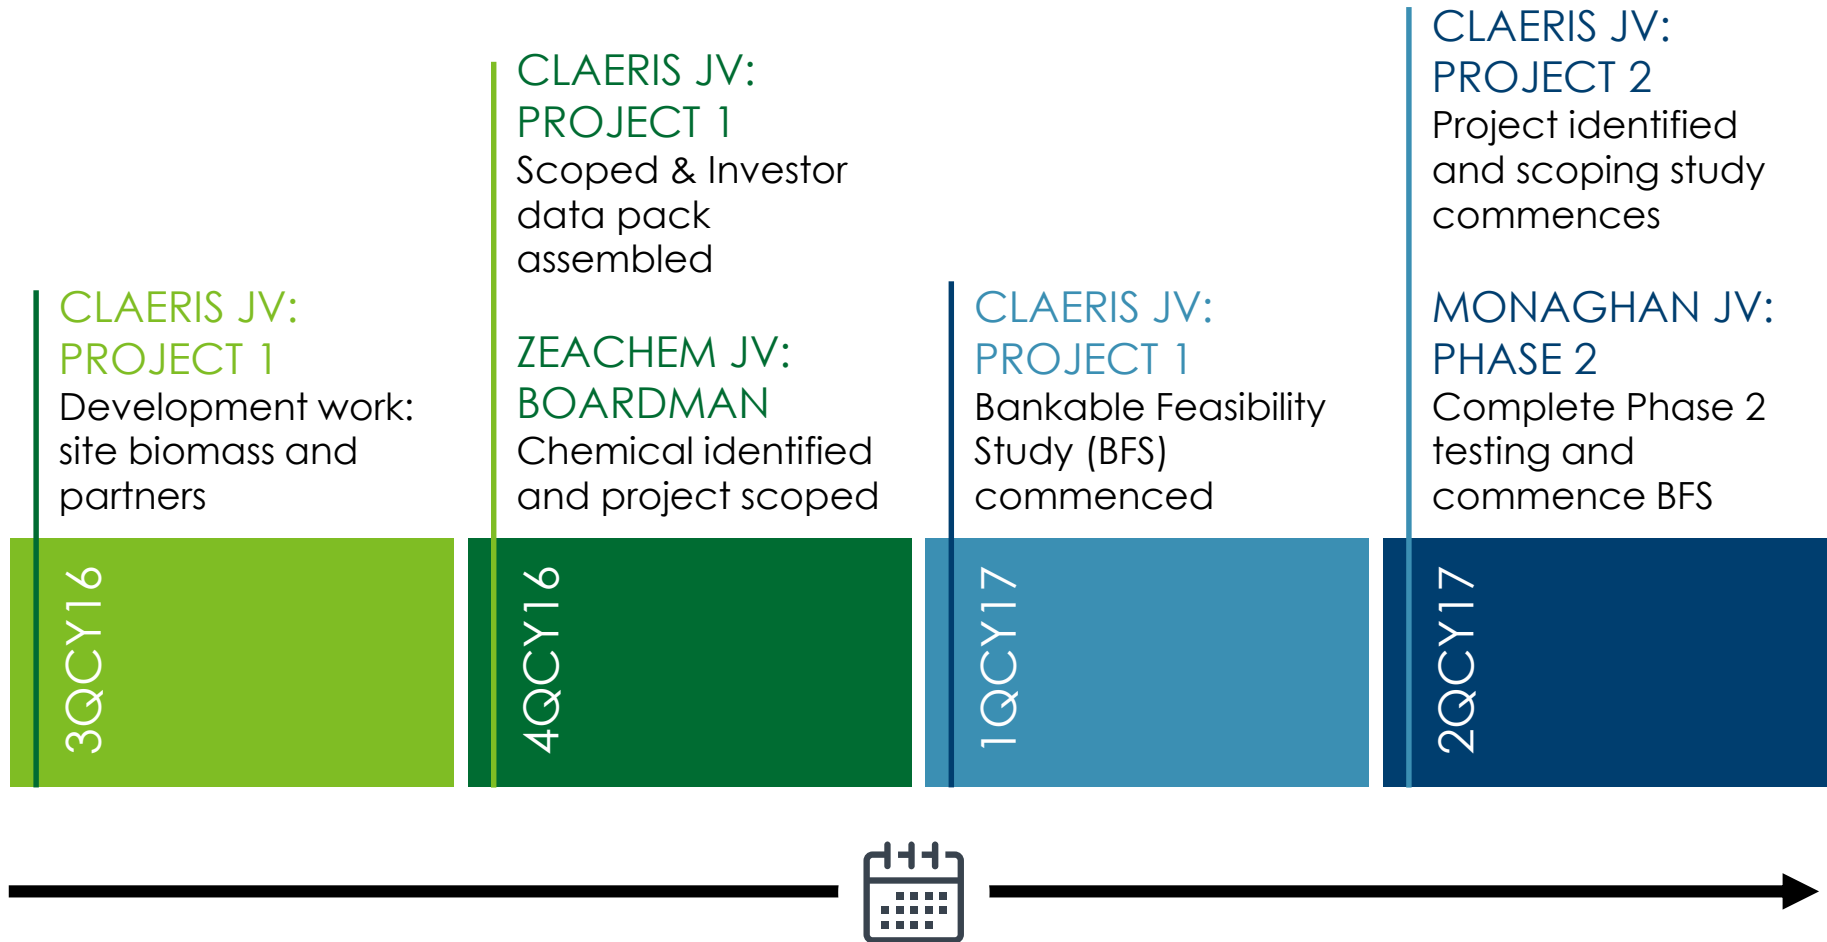 CLAERIS JV:
PROJECT 1
Development work:
site biomass and
partners
3QCY16
CLAERIS JV:
PROJECT 1
Scoped & Investor
data pack
assembled
ZEACHEM JV:
BOARDMAN
Chemical identified
and project scoped
4QCY16
CLAERIS JV:
PROJECT 1
Bankable Feasibility
Study (BFS)
commenced
1QCY17
CLAERIS JV:
PROJECT 2
Project identified
and scoping study
commences
MONAGHAN JV:
PHASE 2
Complete Phase 2
testing and
commence BFS
2QCY17